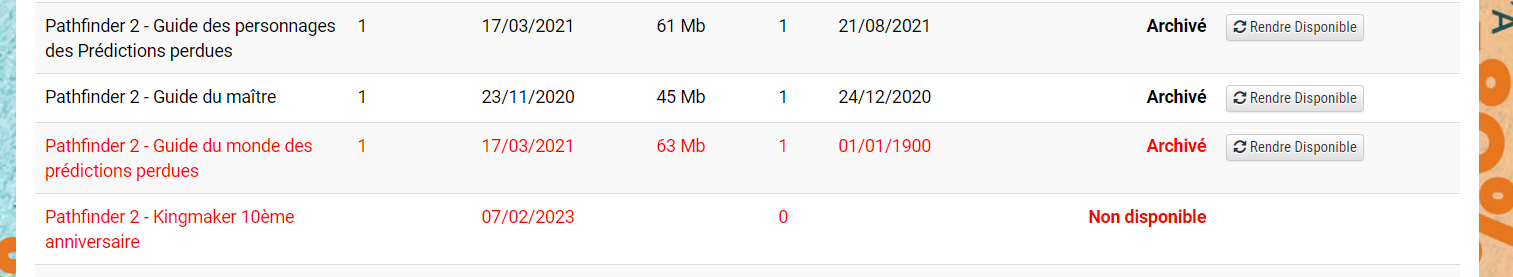 Pathfinder 2 - Guide des personnages 1 17/03/2021 61 Mb 1 21/08/2021 Archivé Rendre Disponible
des Prédictions perdues
Pathfinder 2 - Guide du maître 1 23/11/2020 45 Mb 1 24/12/2020 Archivé Rendre Disponible
Pathfinder 2 - Guide du monde des 1 17/03/2021 63 Mb 1 01/01/1900 Archivé Rendre Disponible
prédictions perdues
Pathfinder 2 - Kingmaker 10ème 07/02/2023 0 Non disponible
anniversaire